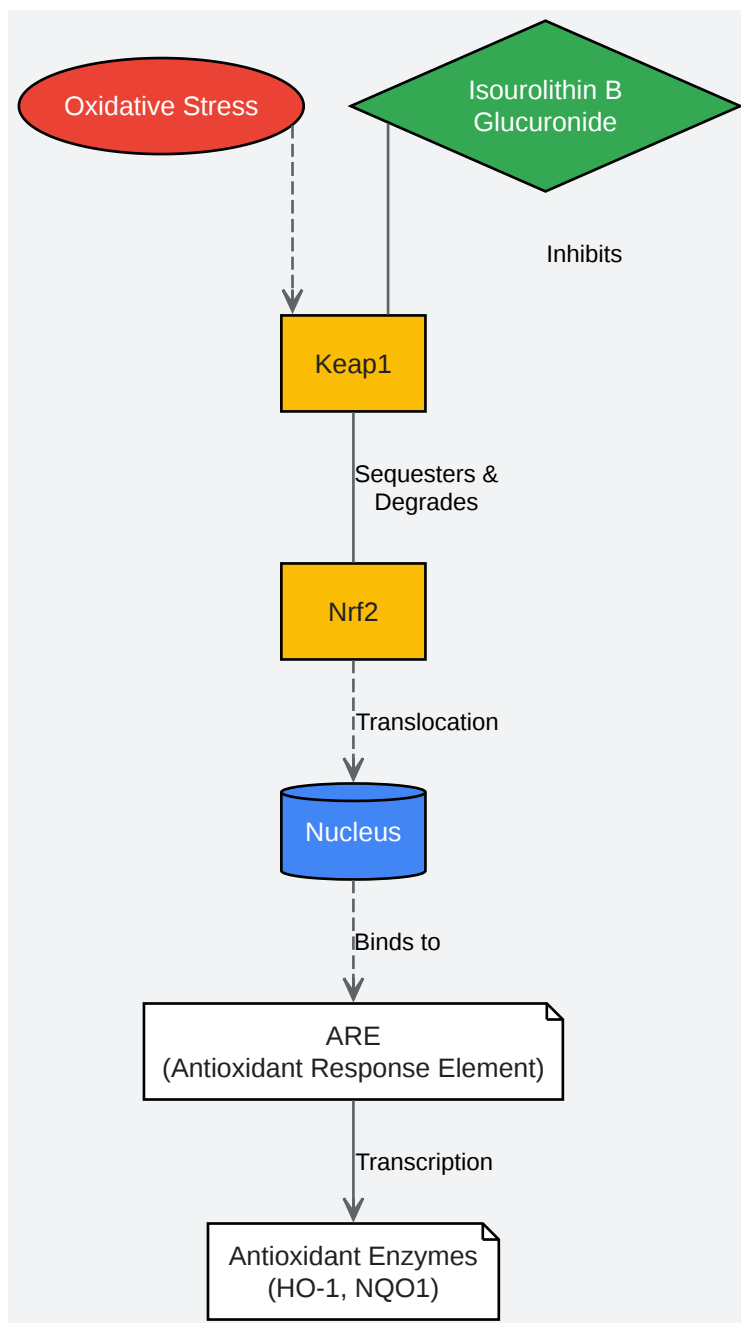 Oxidative Stress
Isourolithin B
Glucuronide
Inhibits
Keap1
Sequesters &
Degrades
Nrf2
Translocation
Nucleus
Binds to
ARE
(Antioxidant Response Element)
Transcription
Antioxidant Enzymes
(HO-1, NQO1)